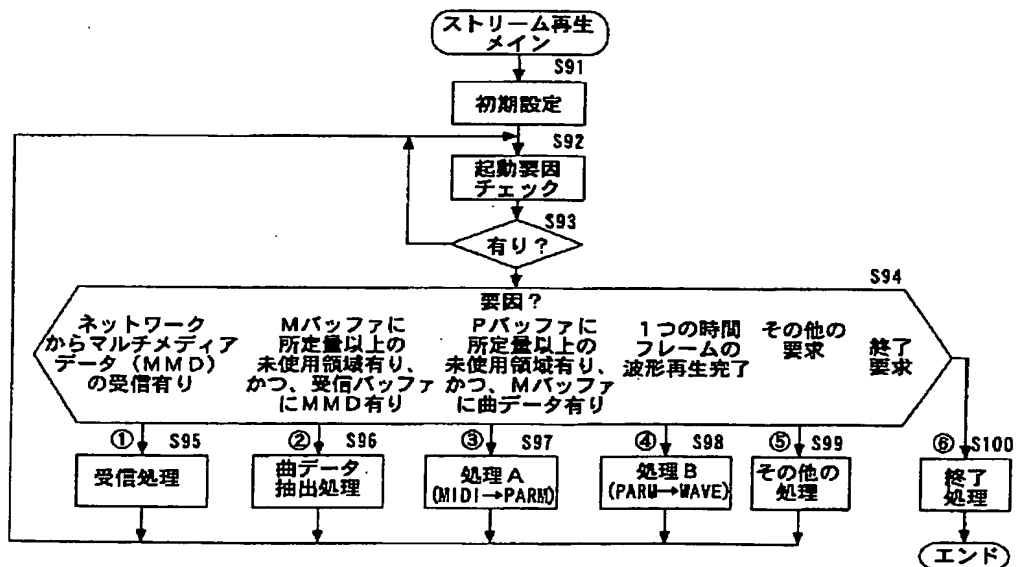 ストリーム再生
メイン
S91
初期設定
S92
起動要因
チェック
S93
有り？
S94
要因？
ネットワーク
からマルチメディア
データ（MMD）
の受信有り
Mバッファに
所定量以上の
未使用領域有り、
かつ、受信バッファ
にMMD有り
Pバッファに
所定量以上の
未使用領域有り、
かつ、Mバッファ
に曲データ有り
1つの時間
フレームの
波形再生完了
その他の
要求
終了
要求
① S95
受信処理
② S96
曲データ
抽出処理
③ S97
処理A
(MIDI→PARM)
④ S98
処理B
(PARM→WAVE)
⑤ S99
その他の
処理
⑥ S100
終了
処理
エンド